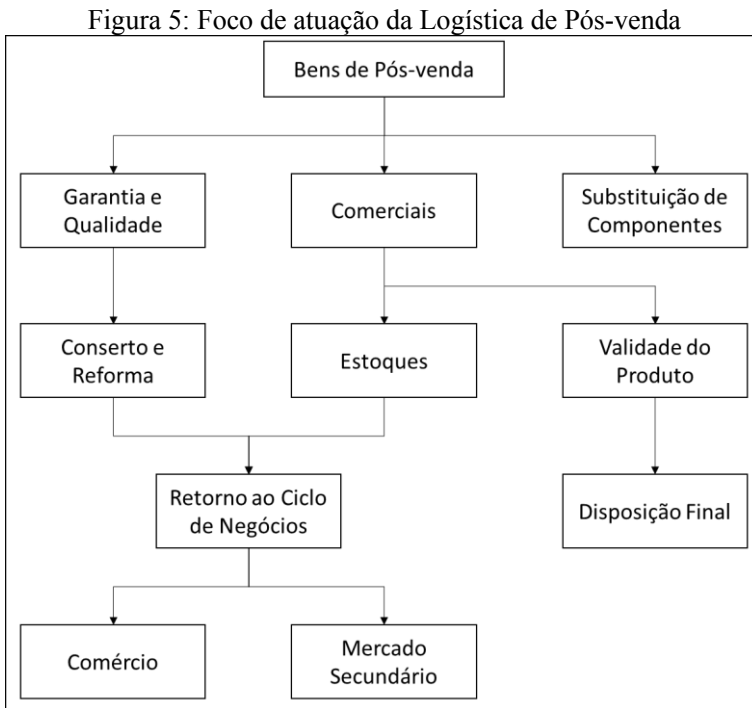 Figura 5: Foco de atuação da Logística de Pós-venda
Bens de Pós-venda
Garantia e
Qualidade
Comerciais
Substituição de
Componentes
Conserto e
Reforma
Estoques
Validade do
Produto
Retorno ao Ciclo
de Negócios
Disposição Final
Comércio
Mercado
Secundário